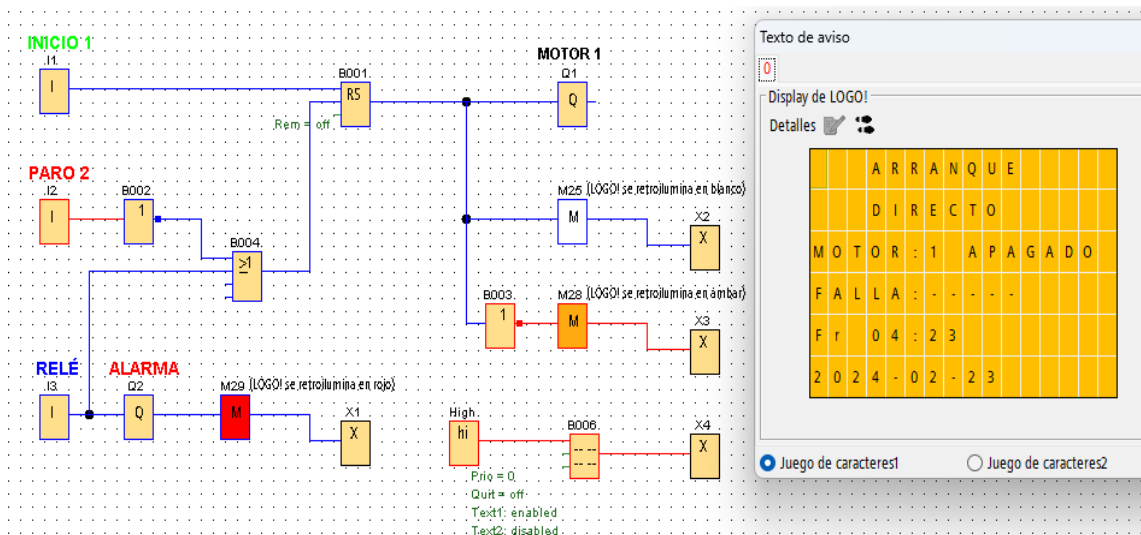 INICIO 1
I1
I
B001
RS
Rem = off
MOTOR 1
Q1
Q
PARO 2
I2
I
B002
1
B004
≥1
M25 (LOGO! se retroilumina en blanco)
M
X2
X
B003
1
M28 (LOGO! se retroilumina en ámbar)
M
X3
X
RELÉ
I3
I
ALARMA
Q2
Q
M29 (LOGO! se retroilumina en rojo)
M
X1
X
High
hi
Prio = 0
Quit = off
Text1: enabled
Text2: disabled
B006
X4
X
Texto de aviso
0
Display de LOGO!
Detalles
ARRANQUE
DIRECTO
MOTOR:1 APAGADO
FALLA:-----
Fr 04:23
2024-02-23
Juego de caracteres1
Juego de caracteres2